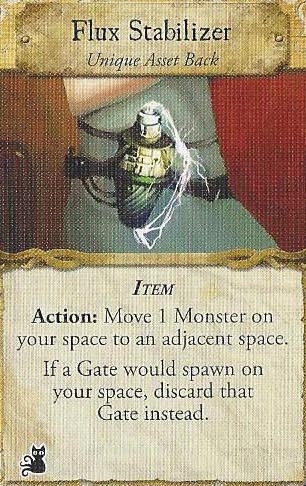 Flux Stabilizer
Unique Asset Back
ITEM
Action: Move 1 Monster on
your space to an adjacent space.
If a Gate would spawn on
your space, discard that
Gate instead.